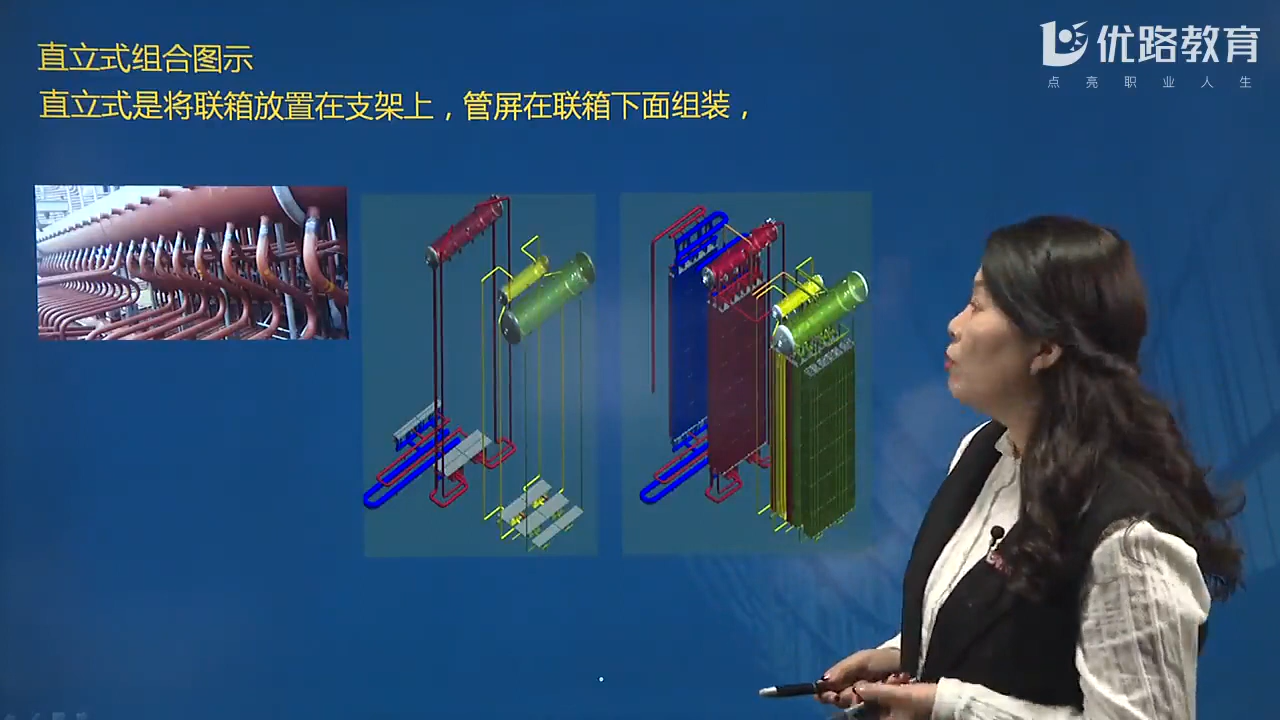 直立式组合图示
直立式是将联箱放置在支架上，管屏在联箱下面组装，
优路教育
点亮职业人生